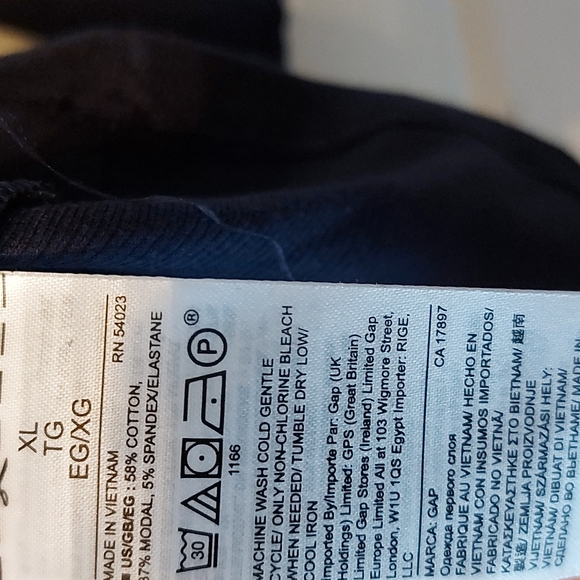 XL
TG
EG/XG
MADE IN VIETNAM
RN 54023
US/GB/EG : 58% COTTON,
37% MODAL, 5% SPANDEX/ELASTANE
30
P
®
1166
MACHINE WASH COLD GENTLE
CYCLE/ ONLY NON-CHLORINE BLEACH
WHEN NEEDED/ TUMBLE DRY LOW/
COOL IRON
Imported By/Importe Par: Gap (UK
Holdings) Limited: GPS (Great Britain)
Limited Gap Stores (Ireland) Limited Gap
Europe Limited All at 103 Wigmore Street,
London, W1U 1QS Egypt Importer: RIGE,
LLC
CA 17897
MARCA: GAP
Одежда первого слоя
FABRIQUE AU VIETNAM/ HECHO EN
VIETNAM CON INSUMOS IMPORTADOS/
FABRICADO NO VIETNÃ/
ΚΑΤΑΣΚΕΥΑΣΤΗΚΕ ΣΤΟ ΒΙΕΤΝΑΜ/ 越南
製造/ ZEMLJA PROIZVODNJE
VIJETNAM/ SZÁRMAZÁSI HELY:
VIETNAM/ DIBUAT DI VIETNAM/
СДЕЛАНО ВО MADE IN